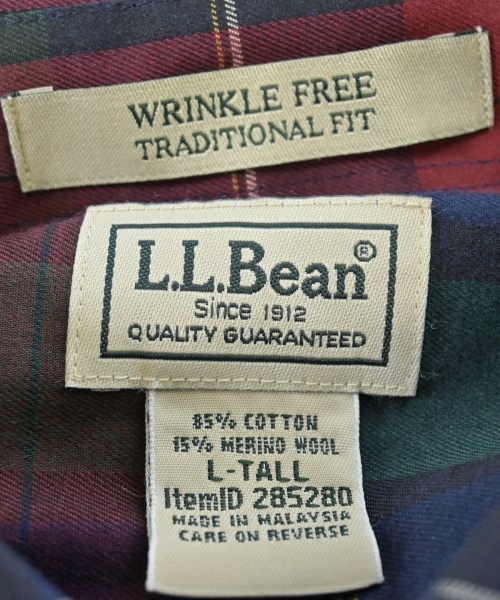 WRINKLE FREE
TRADITIONAL FIT
L.L.Bean®
Since 1912
QUALITY GUARANTEED
85% COTTON
15% MERINO WOOL
L-TALL
ItemID 285280
MADE IN MALAYSIA
CARE ON REVERSE